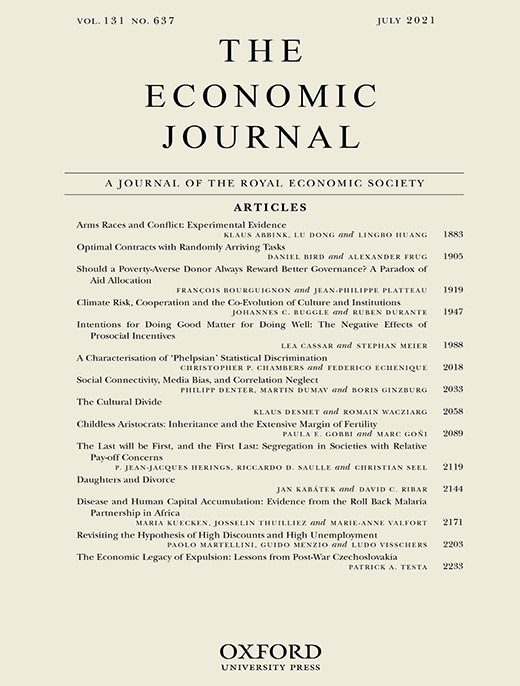 VOL. 131 NO. 637 JULY 2021
THE
ECONOMIC
JOURNAL
A JOURNAL OF THE ROYAL ECONOMIC SOCIETY
ARTICLES
Arms Races and Conflict: Experimental Evidence
KLAUS ABBINK, LU DONG and LINGBO HUANG 1883
Optimal Contracts with Randomly Arriving Tasks
DANIEL BIRD and ALEXANDER FRUG 1905
Should a Poverty-Averse Donor Always Reward Better Governance? A Paradox of
Aid Allocation
FRANÇOIS BOURGUIGNON and JEAN-PHILIPPE PLATTEAU 1919
Climate Risk, Cooperation and the Co-Evolution of Culture and Institutions
JOHANNES C. BUGGLE and RUBEN DURANTE 1947
Intentions for Doing Good Matter for Doing Well: The Negative Effects of
Prosocial Incentives
LEA CASSAR and STEPHAN MEIER 1988
A Characterisation of ‘Phelpsian’ Statistical Discrimination
CHRISTOPHER P. CHAMBERS and FEDERICO ECHENIQUE 2018
Social Connectivity, Media Bias, and Correlation Neglect
PHILIPP DENTER, MARTIN DUMAV and BORIS GINZBURG 2033
The Cultural Divide
KLAUS DESMET and ROMAIN WACZIARG 2058
Childless Aristocrats: Inheritance and the Extensive Margin of Fertility
PAULA E. GOBBI and MARC GOÑI 2089
The Last will be First, and the First Last: Segregation in Societies with Relative
Pay-off Concerns
P. JEAN-JACQUES HERINGS, RICCARDO D. SAULLE and CHRISTIAN SEEL 2119
Daughters and Divorce
JAN KABÁTEK and DAVID C. RIBAR 2144
Disease and Human Capital Accumulation: Evidence from the Roll Back Malaria
Partnership in Africa
MARIA KUECKEN, JOSSELIN THUILLIEZ and MARIE-ANNE VALFORT 2171
Revisiting the Hypothesis of High Discounts and High Unemployment
PAOLO MARTELLINI, GUIDO MENZIO and LUDO VISSCHERS 2203
The Economic Legacy of Expulsion: Lessons from Post-War Czechoslovakia
PATRICK A. TESTA 2233
OXFORD
UNIVERSITY PRESS